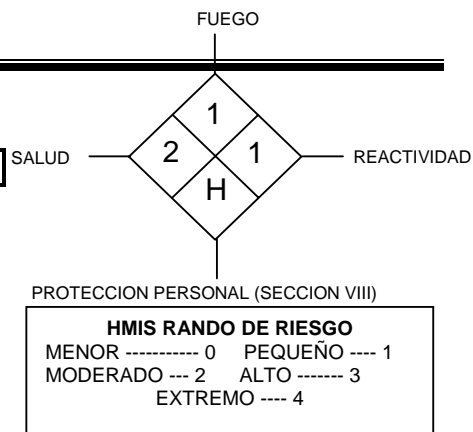 FUEGO
1
SALUD 2 1 REACTIVIDAD
H
PROTECCION PERSONAL (SECCION VIII)
HMIS RANDO DE RIESGO
MENOR ----------- 0 PEQUEÑO ---- 1
MODERADO --- 2 ALTO ------- 3
EXTREMO ---- 4